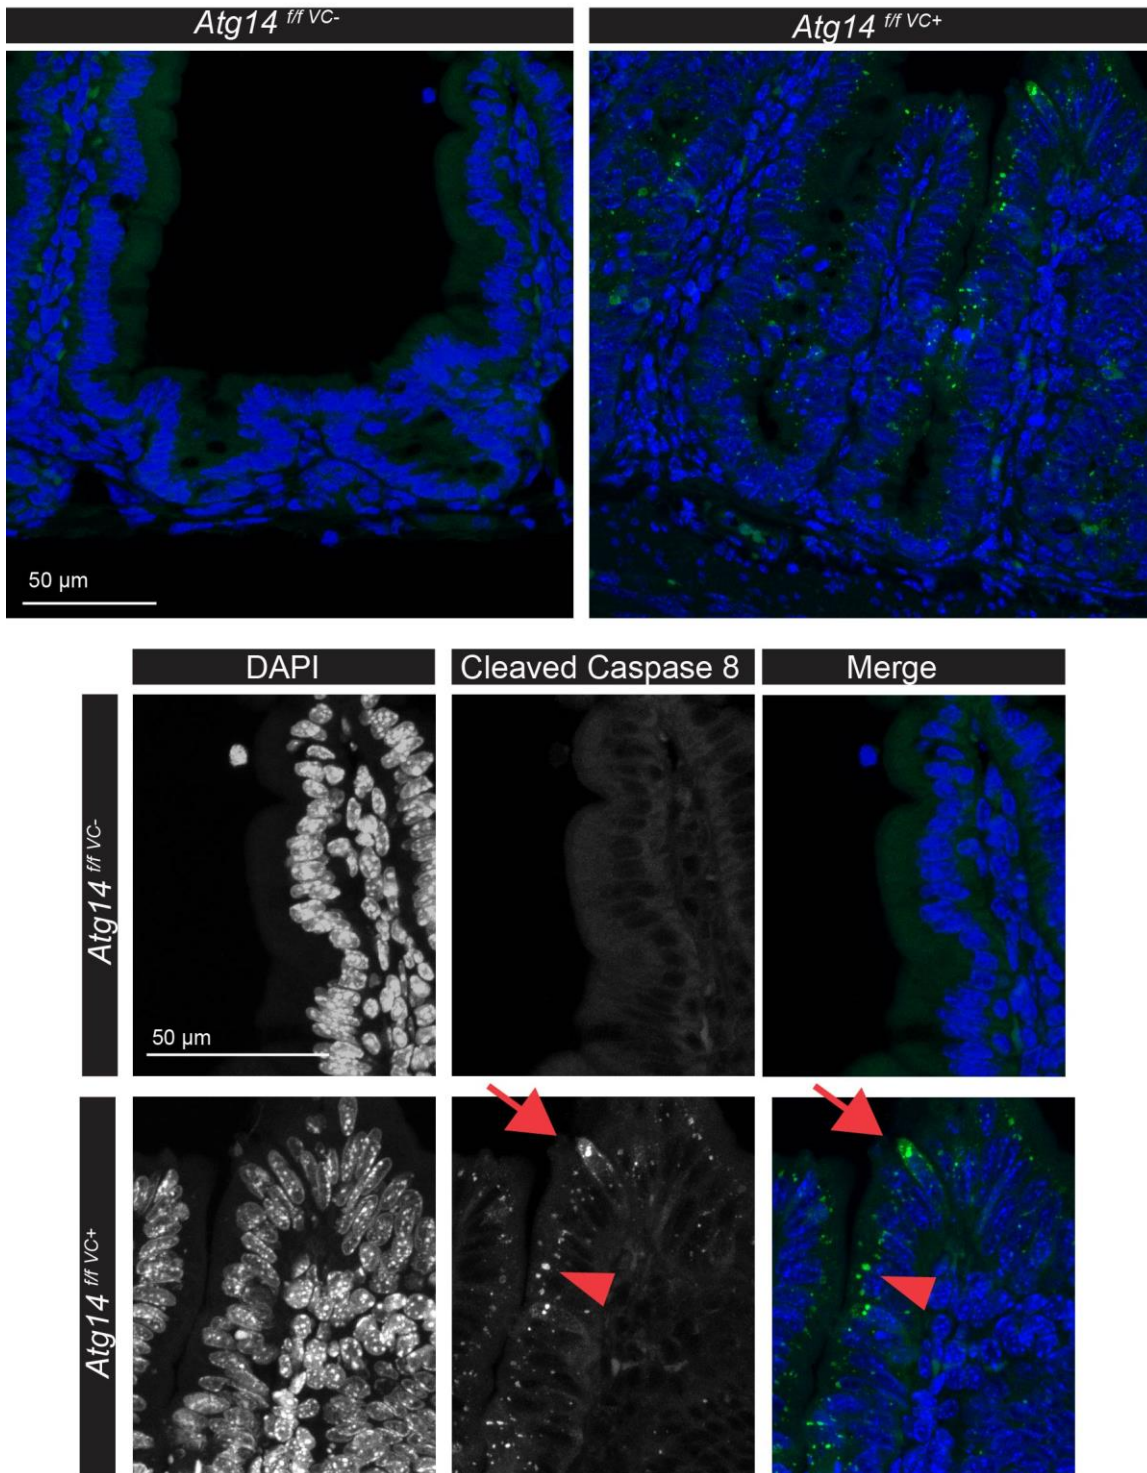 Atg14 f/f VC-
Atg14 f/f VC+
50 µm
DAPI
Cleaved Caspase 8
Merge
Atg14 f/f VC-
50 µm
Atg14 f/f VC+